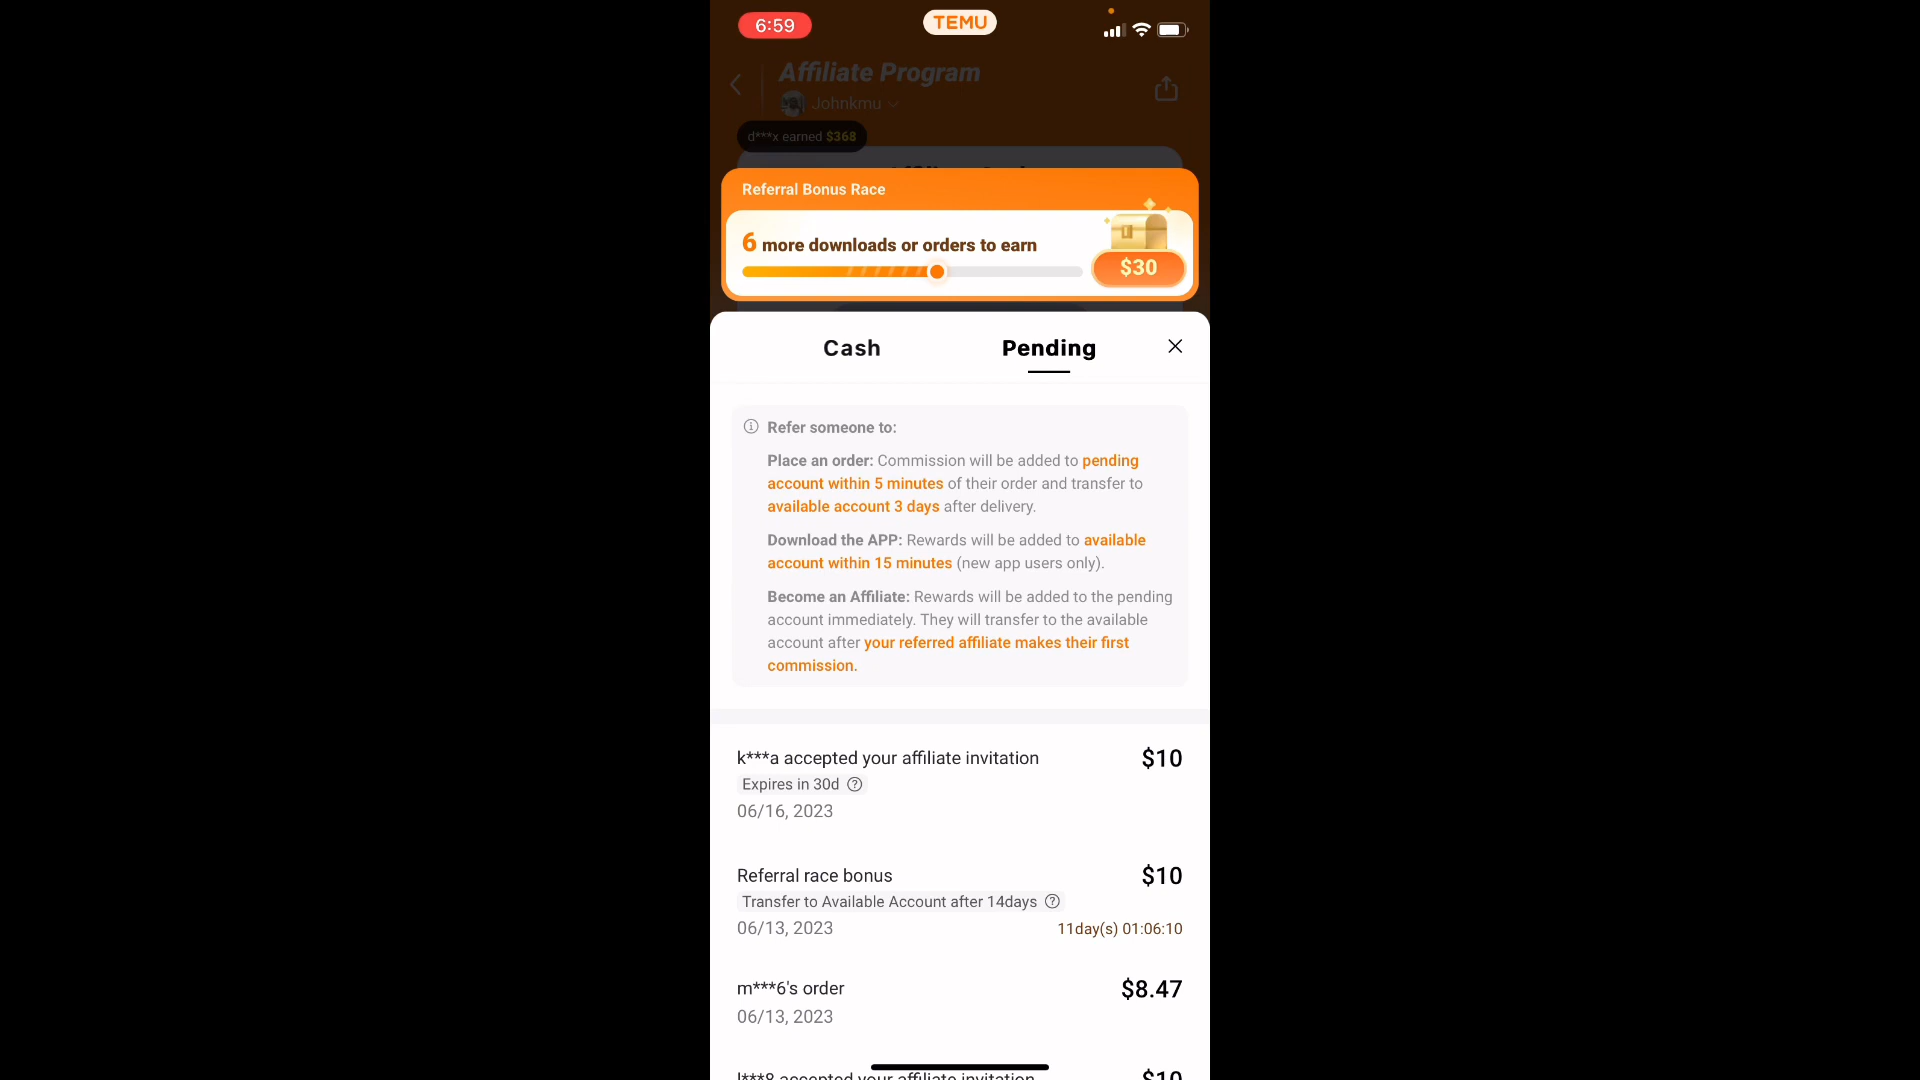 6:59
TEMU
Affiliate Program
Johnkmu
d***x earned $368
Referral Bonus Race
6 more downloads or orders to earn
$30
Cash
Pending
Refer someone to:
Place an order: Commission will be added to pending
account within 5 minutes of their order and transfer to
available account 3 days after delivery.
Download the APP: Rewards will be added to available
account within 15 minutes (new app users only).
Become an Affiliate: Rewards will be added to the pending
account immediately. They will transfer to the available
account after your referred affiliate makes their first
commission.
k***a accepted your affiliate invitation
$10
Expires in 30d
06/16, 2023
Referral race bonus
$10
Transfer to Available Account after 14days
06/13, 2023
11day(s) 01:06:10
m***6's order
$8.47
06/13, 2023
accepted your affiliate invitation
$10